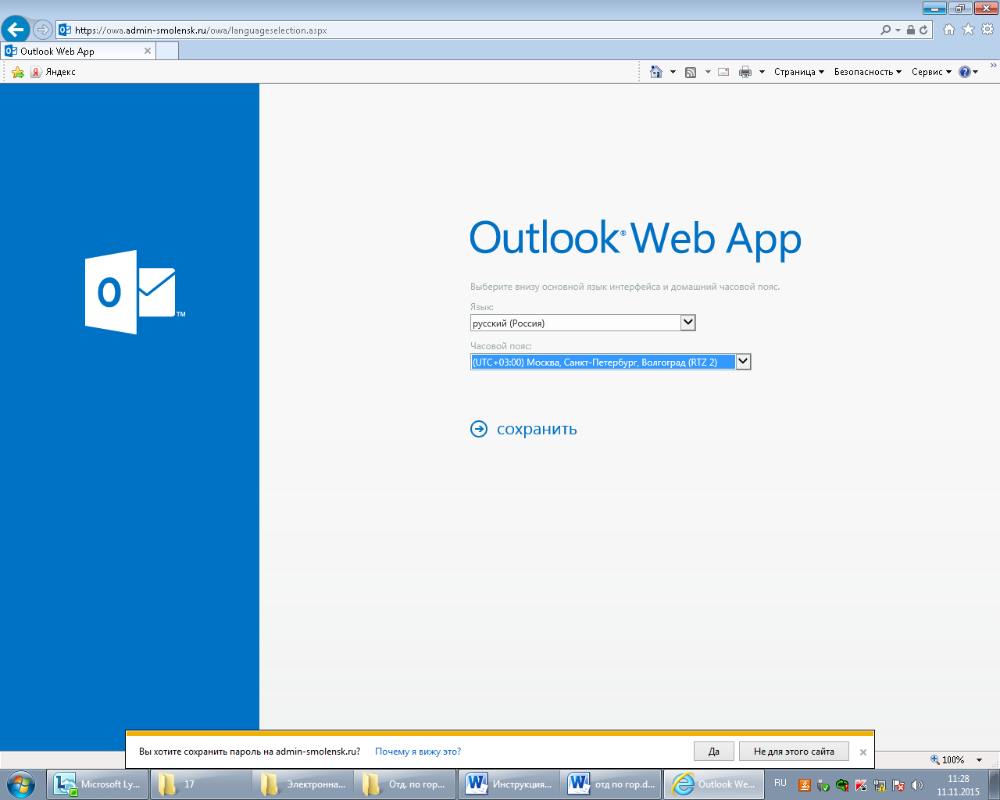 https://owa.admin-smolensk.ru/owa/languageselection.aspx
Outlook Web App
Яндекс
Страница
Безопасность
Сервис
Outlook® Web App
Выберите внизу основной язык интерфейса и домашний часовой пояс.
Язык:
русский (Россия)
Часовой пояс:
(UTC+03:00) Москва, Санкт-Петербург, Волгоград (RTZ 2)
сохранить
O
TM
Вы хотите сохранить пароль на admin-smolensk.ru?
Почему я вижу это?
Да
Не для этого сайта
100%
Microsoft Ly...
17
Электронна...
Отд. по гор...
Инструкция...
отд по гор.d...
Outlook We...
RU
11:28
11.11.2015